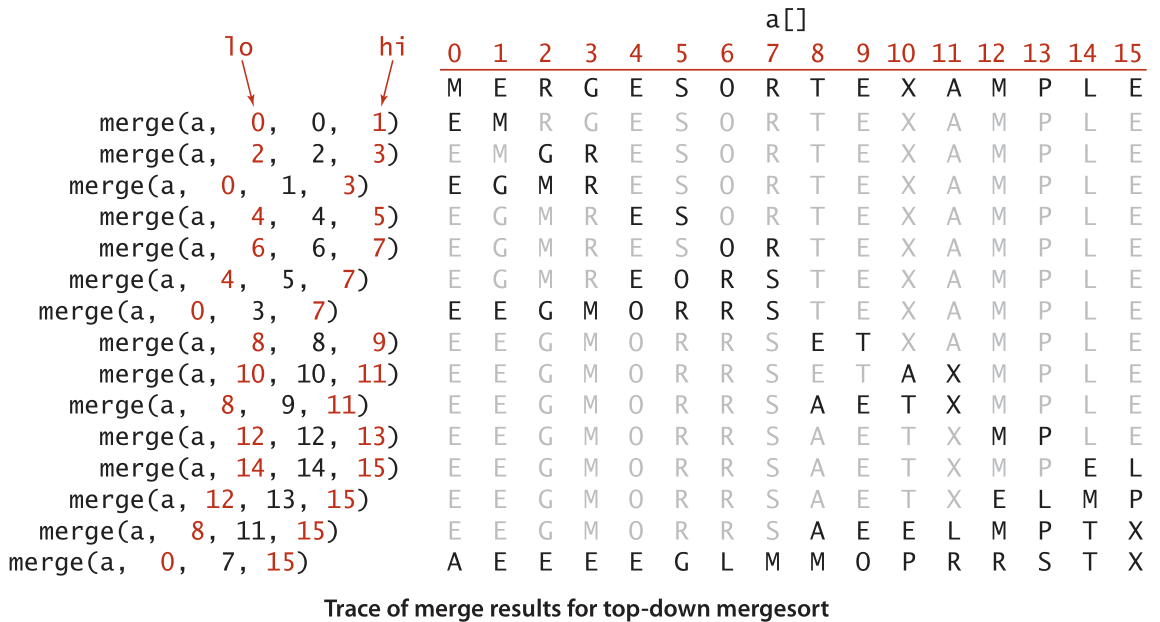 a[]
lo hi 0 1 2 3 4 5 6 7 8 9 10 11 12 13 14 15
M E R G E S O R T E X A M P L E
merge(a, 0, 0, 1) E M R G E S O R T E X A M P L E
merge(a, 2, 2, 3) E M G R E S O R T E X A M P L E
merge(a, 0, 1, 3) E G M R E S O R T E X A M P L E
merge(a, 4, 4, 5) E G M R E S O R T E X A M P L E
merge(a, 6, 6, 7) E G M R E S O R T E X A M P L E
merge(a, 4, 5, 7) E G M R E O R S T E X A M P L E
merge(a, 0, 3, 7) E E G M O R R S T E X A M P L E
merge(a, 8, 8, 9) E E G M O R R S E T X A M P L E
merge(a, 10, 10, 11) E E G M O R R S E T A X M P L E
merge(a, 8, 9, 11) E E G M O R R S A E T X M P L E
merge(a, 12, 12, 13) E E G M O R R S A E T X M P L E
merge(a, 14, 14, 15) E E G M O R R S A E T X M P E L
merge(a, 12, 13, 15) E E G M O R R S A E T X E L M P
merge(a, 8, 11, 15) E E G M O R R S A E E L M P T X
merge(a, 0, 7, 15) A E E E E G L M M O P R R S T X
Trace of merge results for top-down mergesort